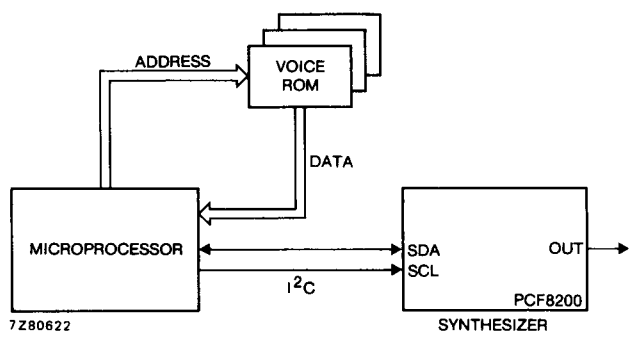 ADDRESS
VOICE
ROM
DATA
MICROPROCESSOR
SDA
SCL
OUT
I²C
PCF8200
7Z80622
SYNTHESIZER